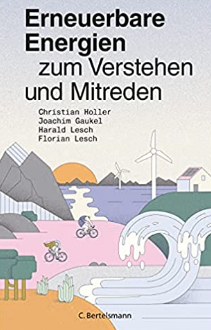 Erneuerbare
Energien
zum Verstehen
und Mitreden
Christian Holler
Joachim Gaukel
Harald Lesch
Florian Lesch
C. Bertelsmann